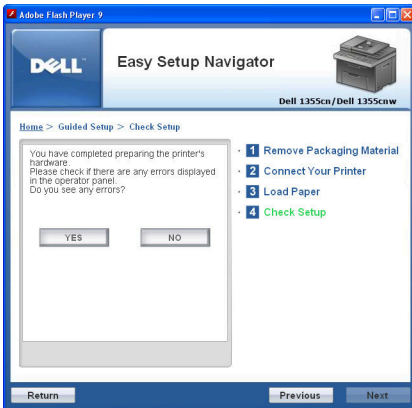 Adobe Flash Player 9
DELL
Easy Setup Navigator
Dell 1355cn/Dell 1355cnw
Home > Guided Setup > Check Setup
You have completed preparing the printer's
hardware.
Please check if there are any errors displayed
in the operator panel.
Do you see any errors?
YES
NO
1 Remove Packaging Material
2 Connect Your Printer
3 Load Paper
4 Check Setup
Return
Previous
Next